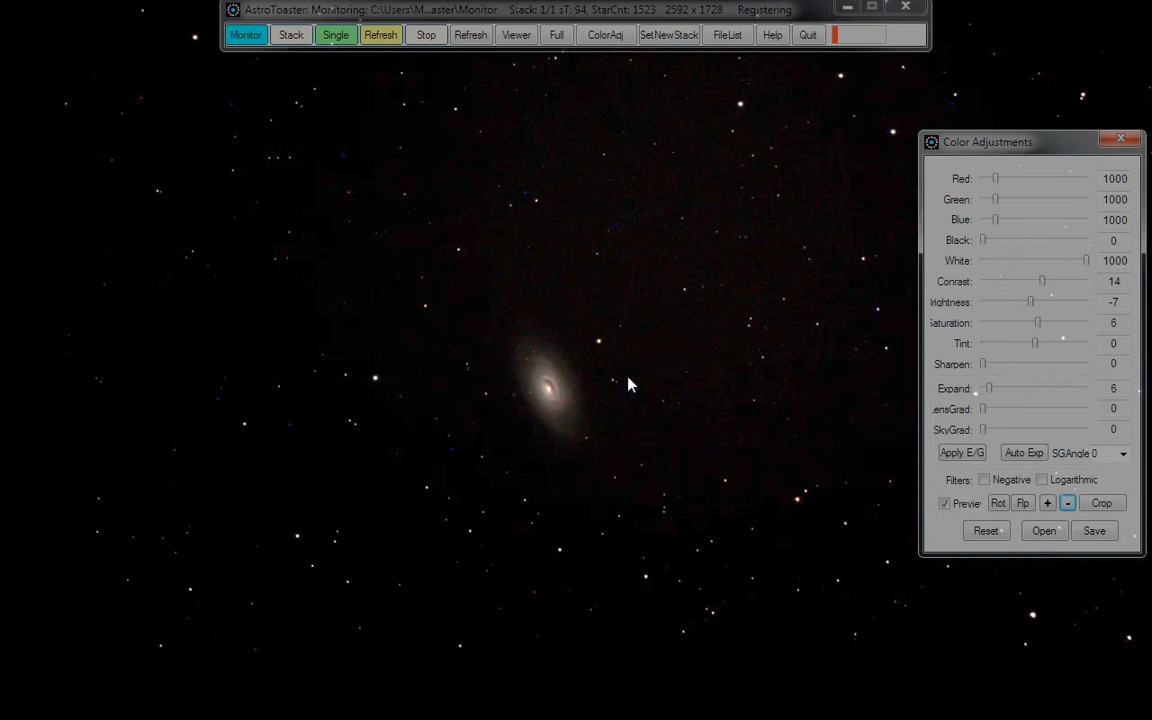 AstroToaster: Monitoring: C:\Users\M...aster\Monitor Stack: 1/1 sT: 94, StarCnt: 1523 2592 x 1728 Registering
Monitor Stack Single Refresh Stop Refresh Viewer Full ColorAdj SetNewStack FileList Help Quit
Color Adjustments
Red: 1000
Green: 1000
Blue: 1000
Black: 0
White: 1000
Conrast: 14
rightness: -7
Saturation: 6
Tint: 0
Sharpen: 0
Expand: 6
LensGrad: 0
SkyGrad: 0
Apply E/G Auto Exp SGAngle 0
Filters: Negative Logarithmic
Previe Rot Flp + - Crop
Reset Open Save